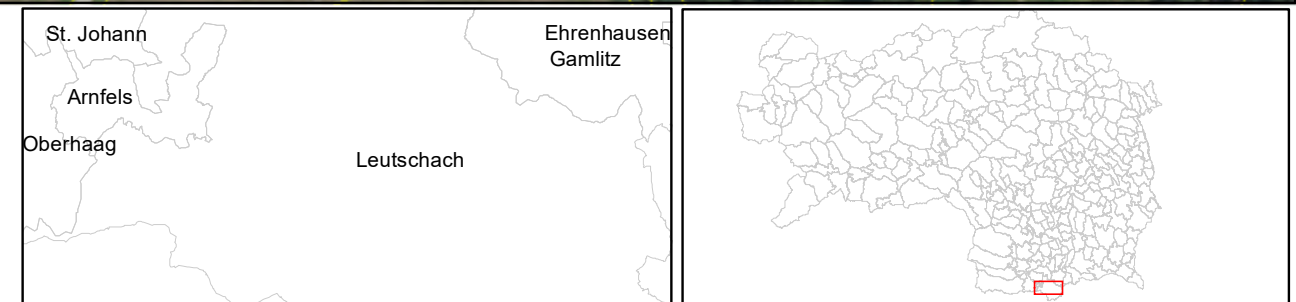 St. Johann
Ehrenhausen
Gamlitz
Arnfels
Oberhaag
Leutschach